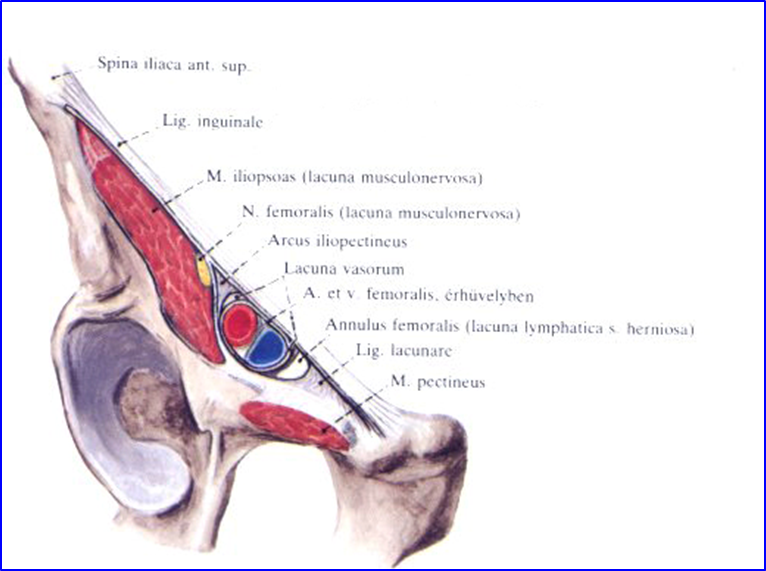 Spina iliaca ant. sup.
Lig. inguinale
M. iliopsoas (lacuna musculonervosa)
N. femoralis (lacuna musculonervosa)
Arcus iliopectineus
Lacuna vasorum
A. et v. femoralis, érhüvelyben
Annulus femoralis (lacuna lymphatica s. herniosa)
Lig. lacunare
M. pectineus